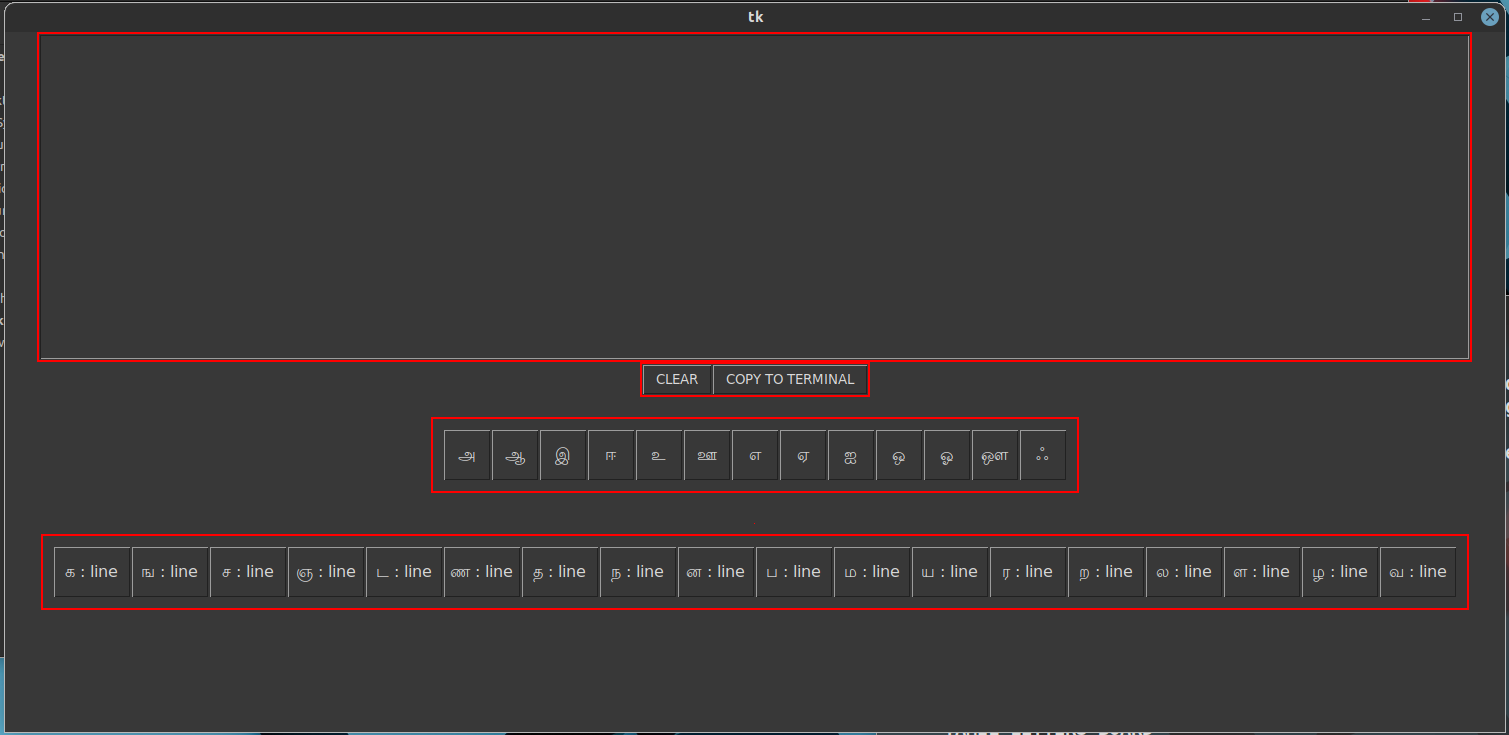 tk
CLEAR COPY TO TERMINAL
அ ஆ இ ஈ உ ஊ எ ஏ ஐ ஒ ஓ ஔ ஃ
க : line ங : line ச : line ஞ : line ட : line ண : line த : line ந : line ன : line ப : line ம : line ய : line ர : line ற : line ல : line ள : line ழ : line வ : line